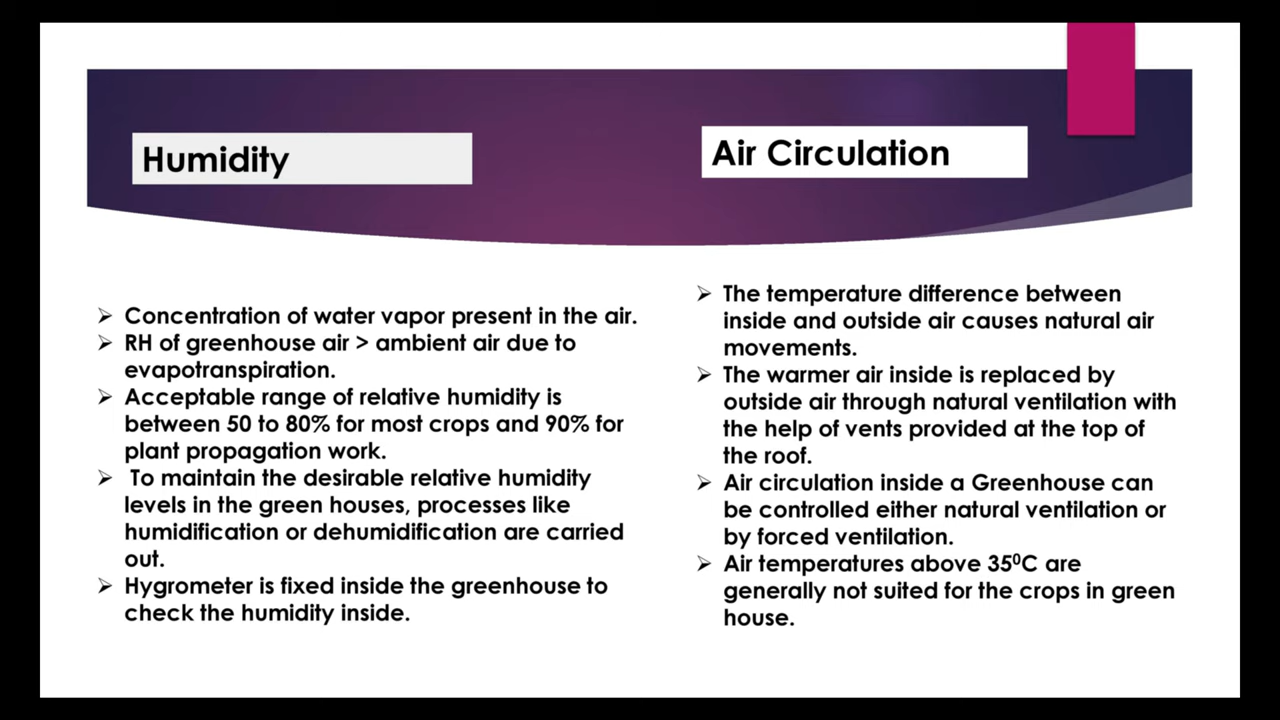 Humidity
Air Circulation
➢ Concentration of water vapor present in the air.
➢ RH of greenhouse air > ambient air due to
evapotranspiration.
➢ Acceptable range of relative humidity is
between 50 to 80% for most crops and 90% for
plant propagation work.
➢ To maintain the desirable relative humidity
levels in the green houses, processes like
humidification or dehumidification are carried
out.
➢ Hygrometer is fixed inside the greenhouse to
check the humidity inside.
➢ The temperature difference between
inside and outside air causes natural air
movements.
➢ The warmer air inside is replaced by
outside air through natural ventilation with
the help of vents provided at the top of
the roof.
➢ Air circulation inside a Greenhouse can
be controlled either natural ventilation or
by forced ventilation.
➢ Air temperatures above 35⁰C are
generally not suited for the crops in green
house.